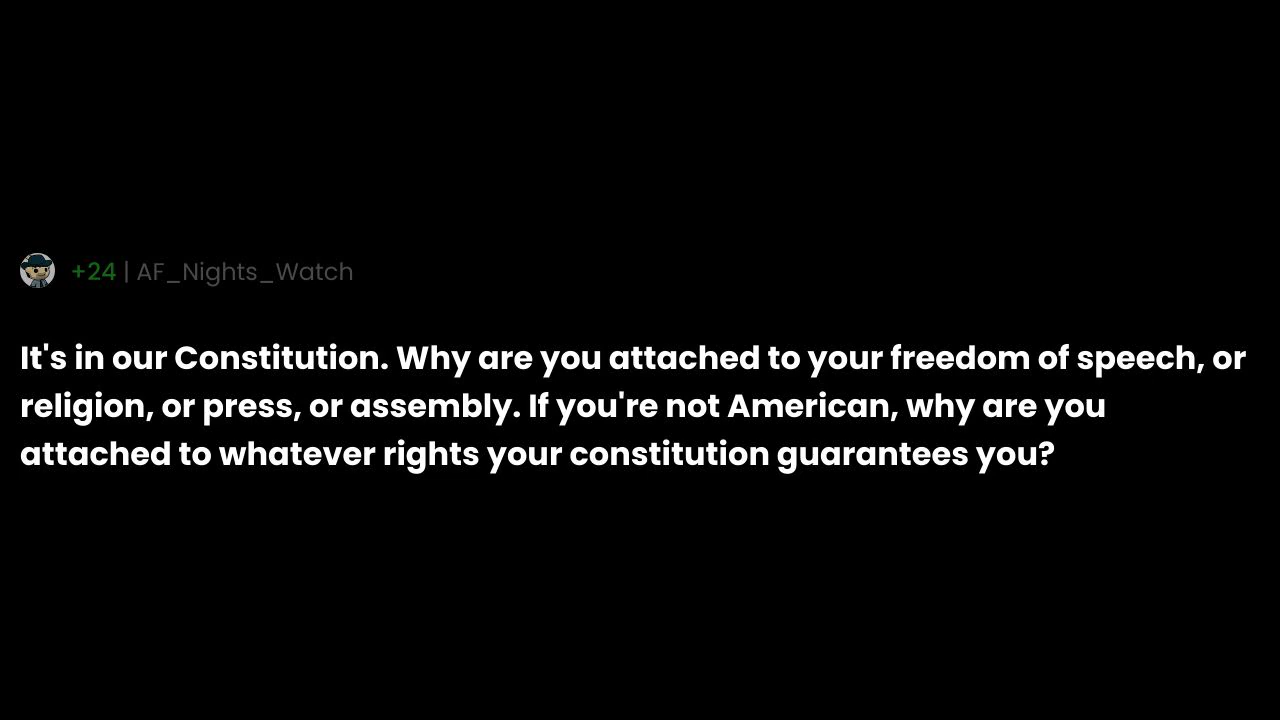 +24 | AF_Nights_Watch
It's in our Constitution. Why are you attached to your freedom of speech, or
religion, or press, or assembly. If you're not American, why are you
attached to whatever rights your constitution guarantees you?